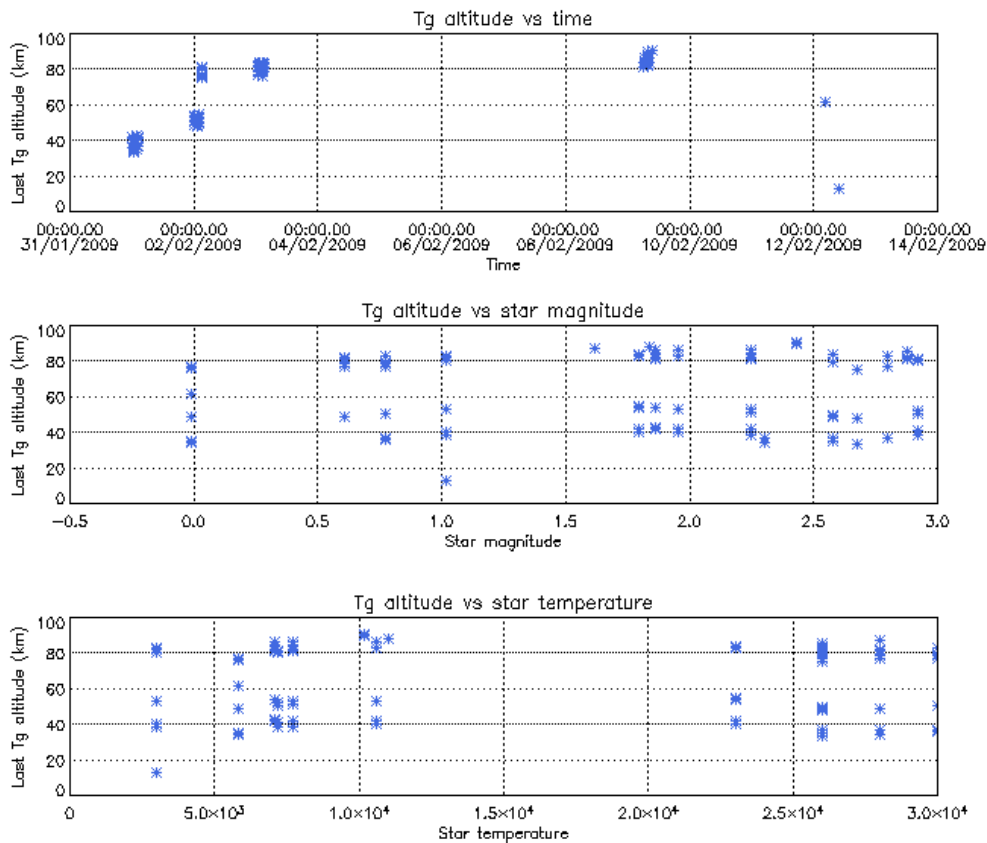 Tg altitude vs time
Last Tg altitude (km)
100
80
60
40
20
0
00:00.00 00:00.00 00:00.00 00:00.00 00:00.00 00:00.00 00:00.00 00:00.00
31/01/2009 02/02/2009 04/02/2009 06/02/2009 08/02/2009 10/02/2009 12/02/2009 14/02/2009
Time
Tg altitude vs star magnitude
Last Tg altitude (km)
100
80
60
40
20
0
−0.5 0.0 0.5 1.0 1.5 2.0 2.5 3.0
Star magnitude
Tg altitude vs star temperature
Last Tg altitude (km)
100
80
60
40
20
0
0 5.0×10³ 1.0×10⁴ 1.5×10⁴ 2.0×10⁴ 2.5×10⁴ 3.0×10⁴
Star temperature